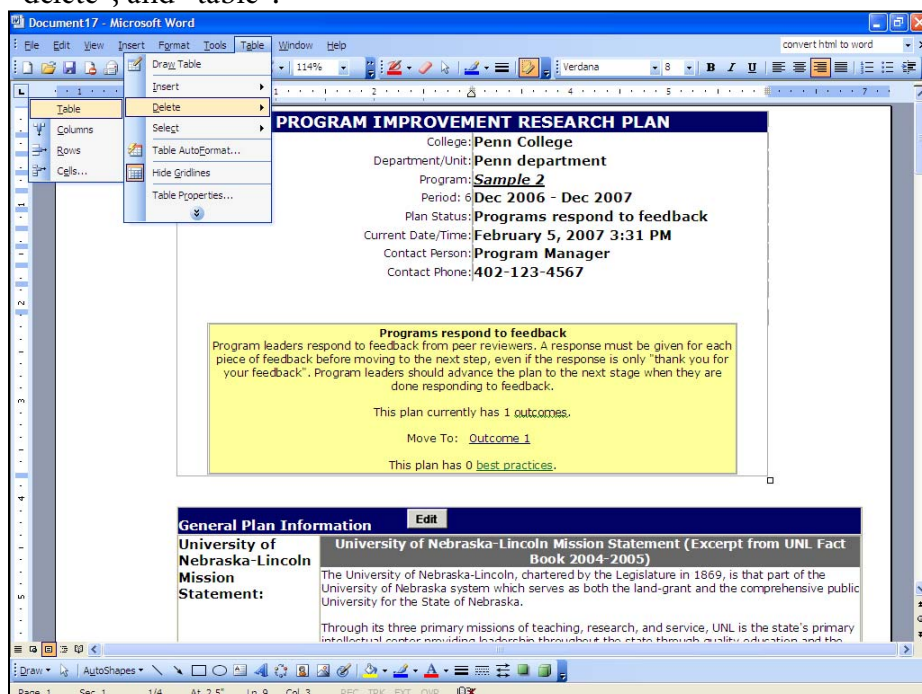 "delete", and "table".
Document17 - Microsoft Word
File Edit View Insert Format Tools Table Window Help
convert html to word
114%
Verdana
8
B I U
Draw Table
Insert
Delete
Select
Table AutoFormat...
Hide Gridlines
Table Properties...
Table
Columns
Rows
Cells...
PROGRAM IMPROVEMENT RESEARCH PLAN
College: Penn College
Department/Unit: Penn department
Program: Sample 2
Period: 6 Dec 2006 - Dec 2007
Plan Status: Programs respond to feedback
Current Date/Time: February 5, 2007 3:31 PM
Contact Person: Program Manager
Contact Phone: 402-123-4567
Programs respond to feedback
Program leaders respond to feedback from peer reviewers. A response must be given for each
piece of feedback before moving to the next step, even if the response is only "thank you for
your feedback". Program leaders should advance the plan to the next stage when they are
done responding to feedback.
This plan currently has 1 outcomes.
Move To: Outcome 1
This plan has 0 best practices.
General Plan Information Edit
University of
Nebraska-Lincoln
Mission
Statement:
University of Nebraska-Lincoln Mission Statement (Excerpt from UNL Fact
Book 2004-2005)
The University of Nebraska-Lincoln, chartered by the Legislature in 1869, is that part of the
University of Nebraska system which serves as both the land-grant and the comprehensive public
University for the State of Nebraska.
Through its three primary missions of teaching, research, and service, UNL is the state's primary
intellectual center providing leadership throughout the state through quality education and the
Draw AutoShapes
Page 1 Sec 1 1/4 At 2.5" Ln 9 Col 3 REC TRK EXT OVR